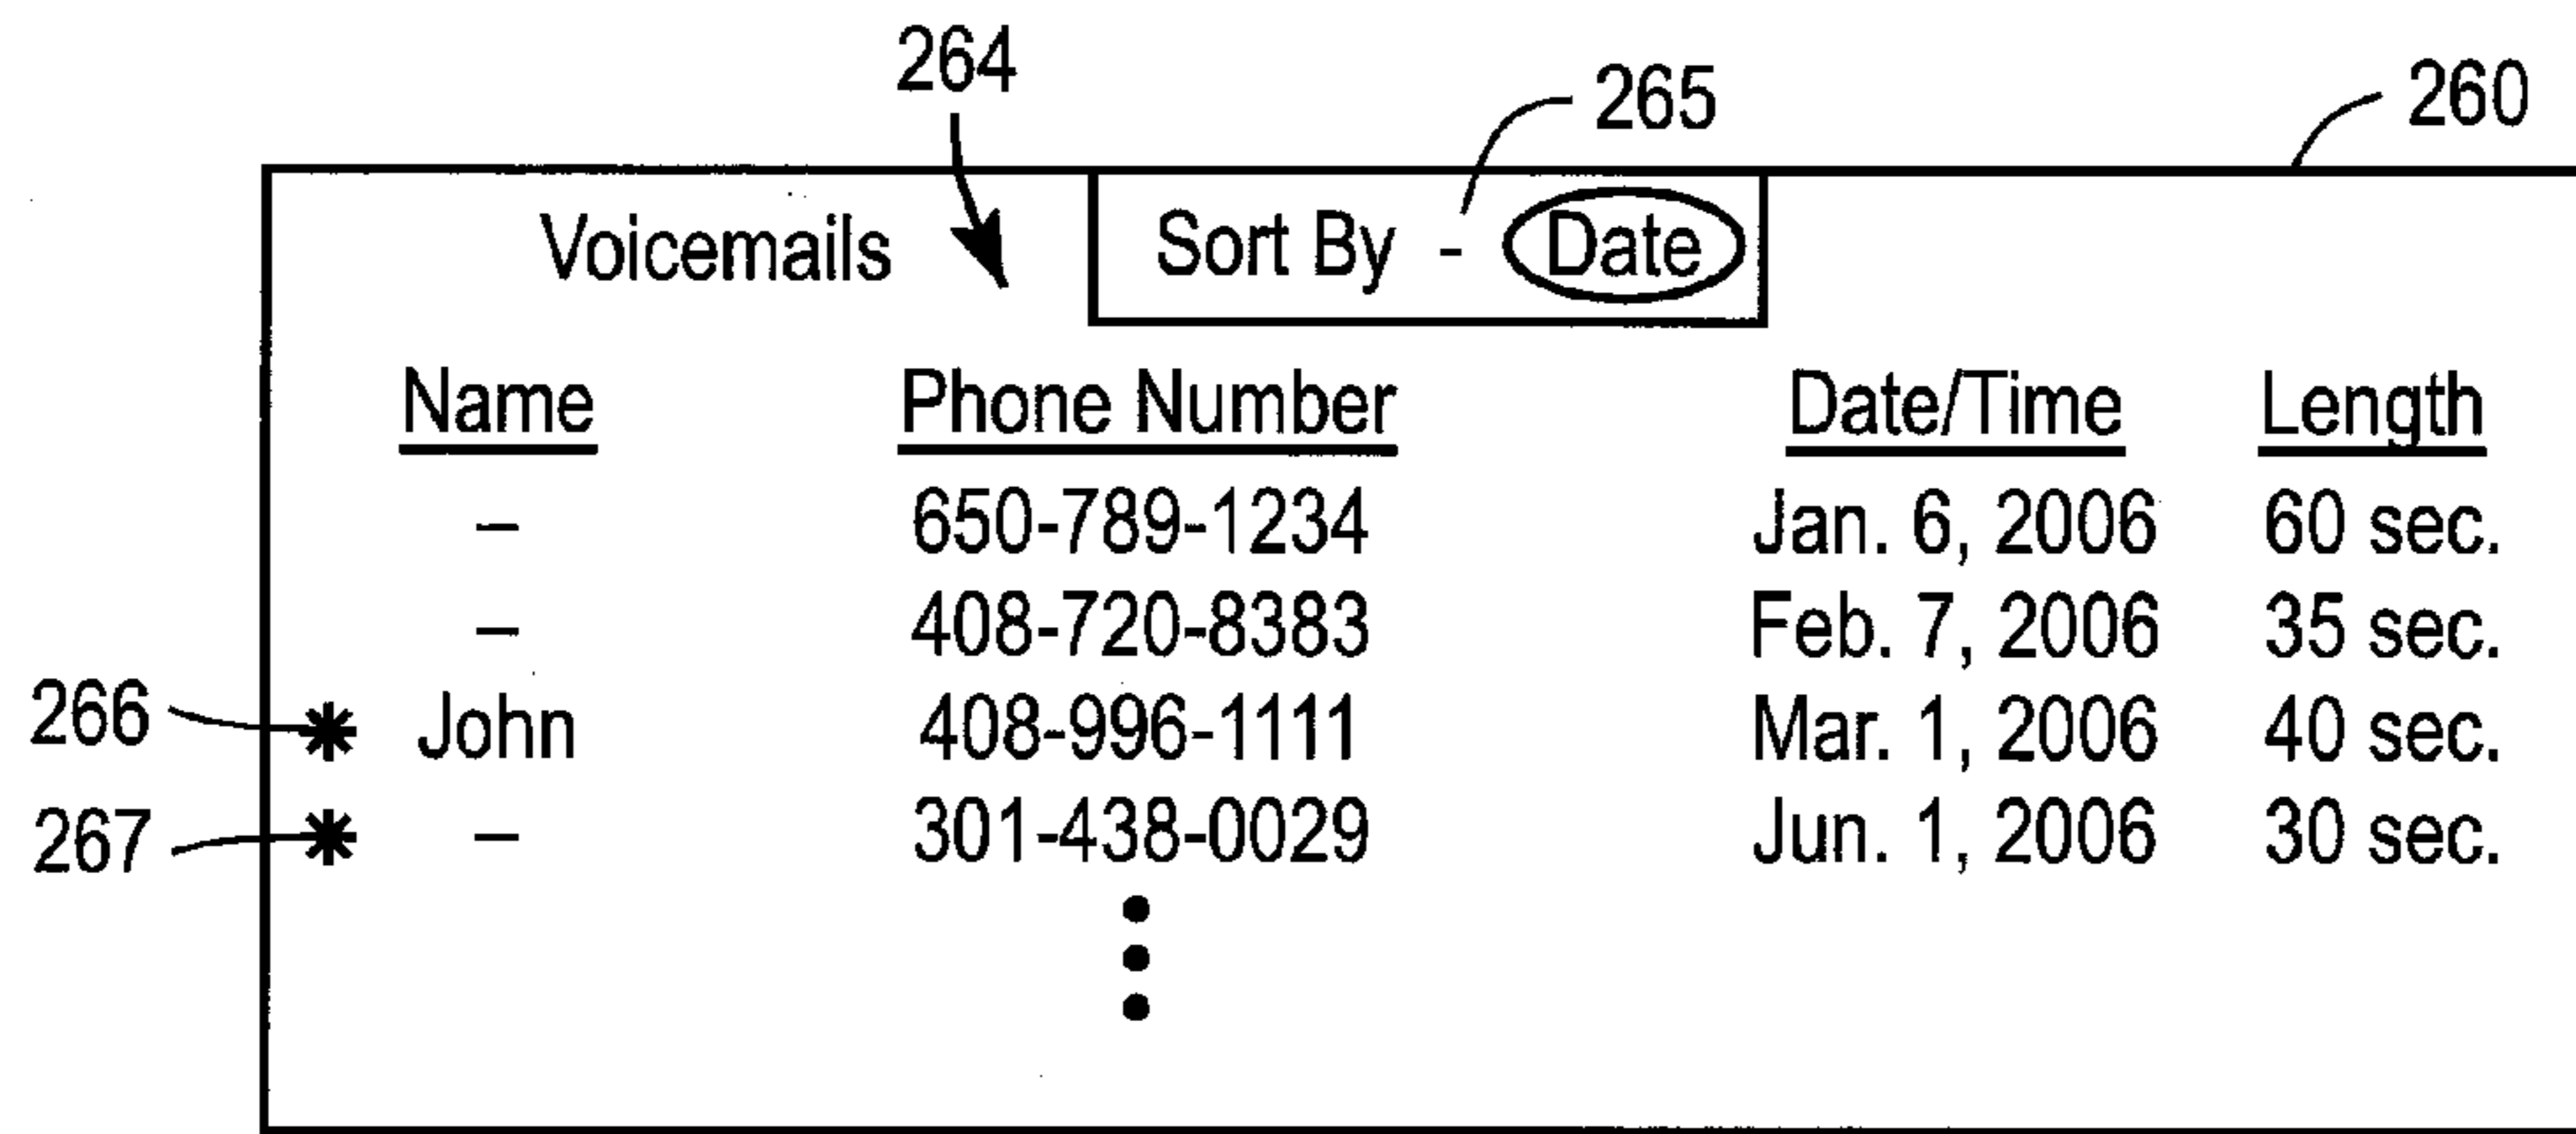 264
265
260
Voicemails
Sort By - Date
Name Phone Number Date/Time Length
– 650-789-1234 Jan. 6, 2006 60 sec.
– 408-720-8383 Feb. 7, 2006 35 sec.
266 * John 408-996-1111 Mar. 1, 2006 40 sec.
267 * – 301-438-0029 Jun. 1, 2006 30 sec.